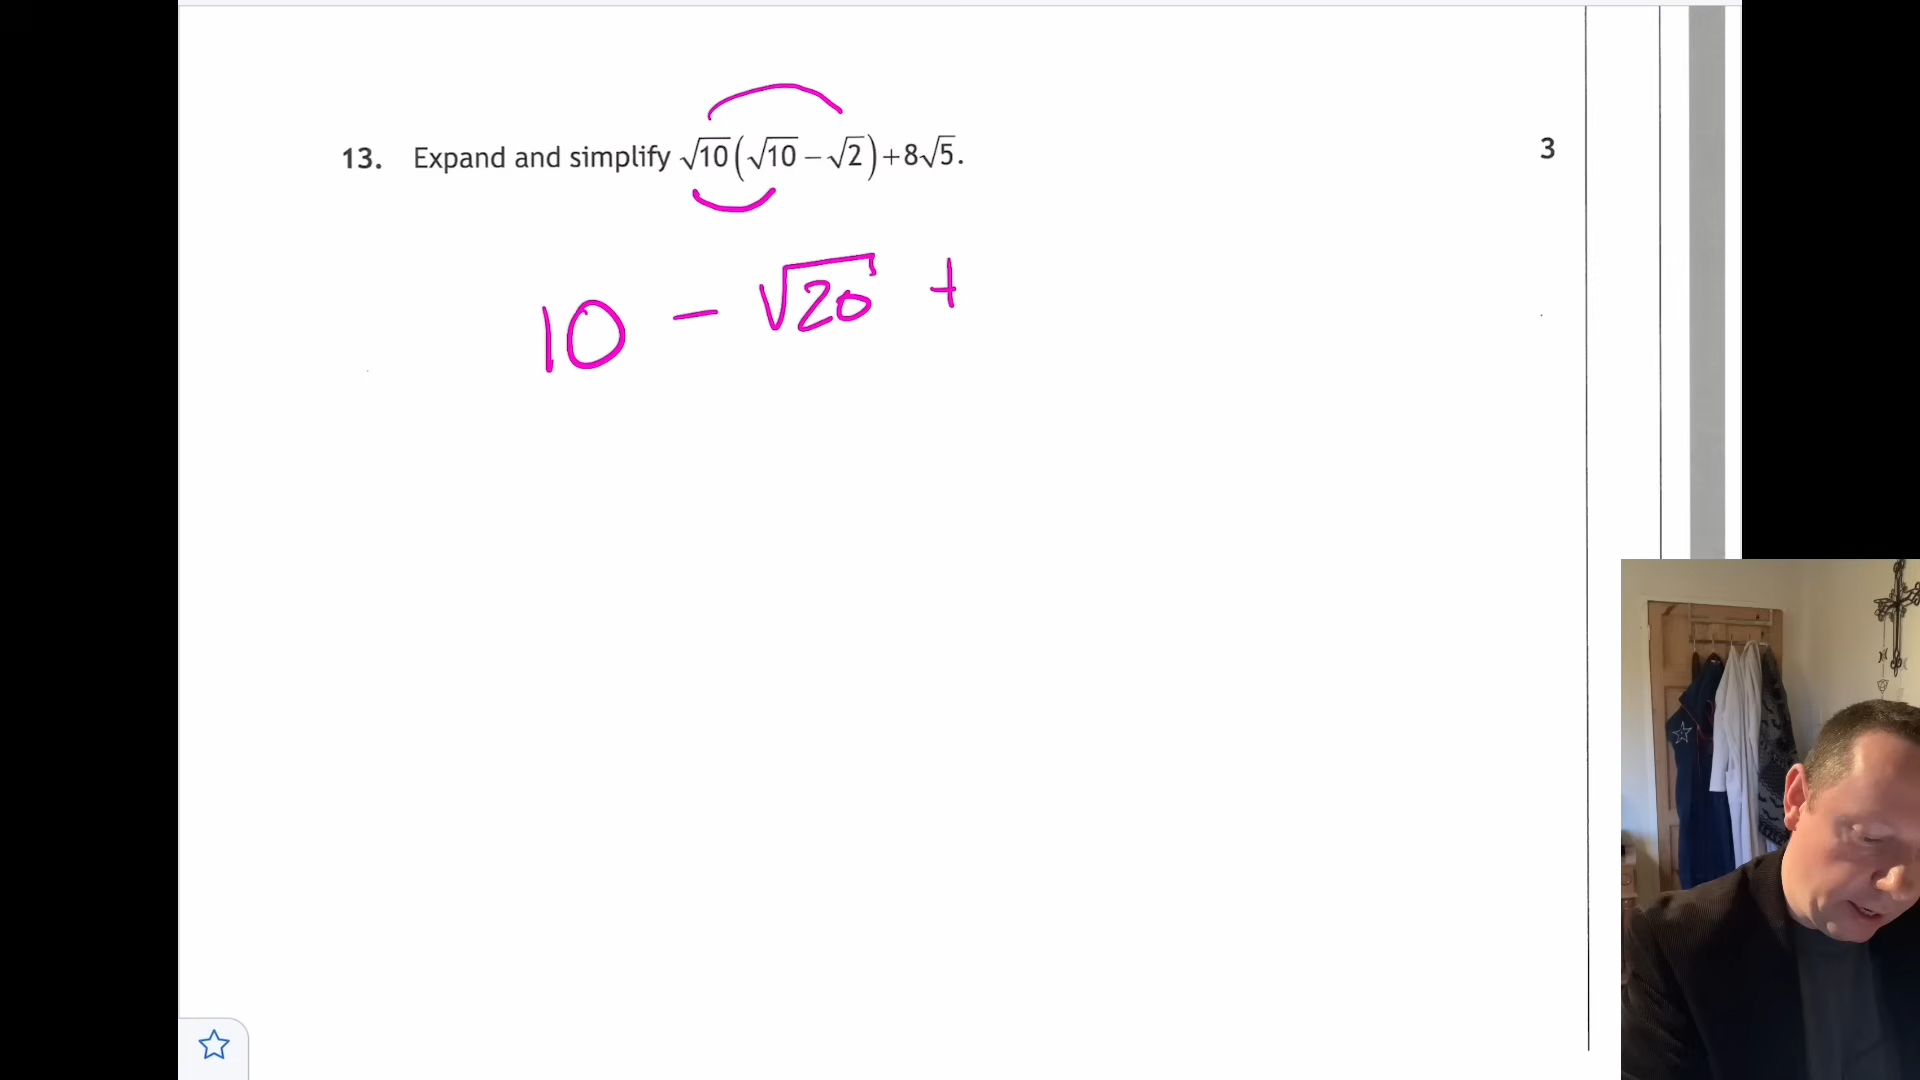 13. Expand and simplify √10(√10 − √2) + 8√5. 3
10 − √20 +